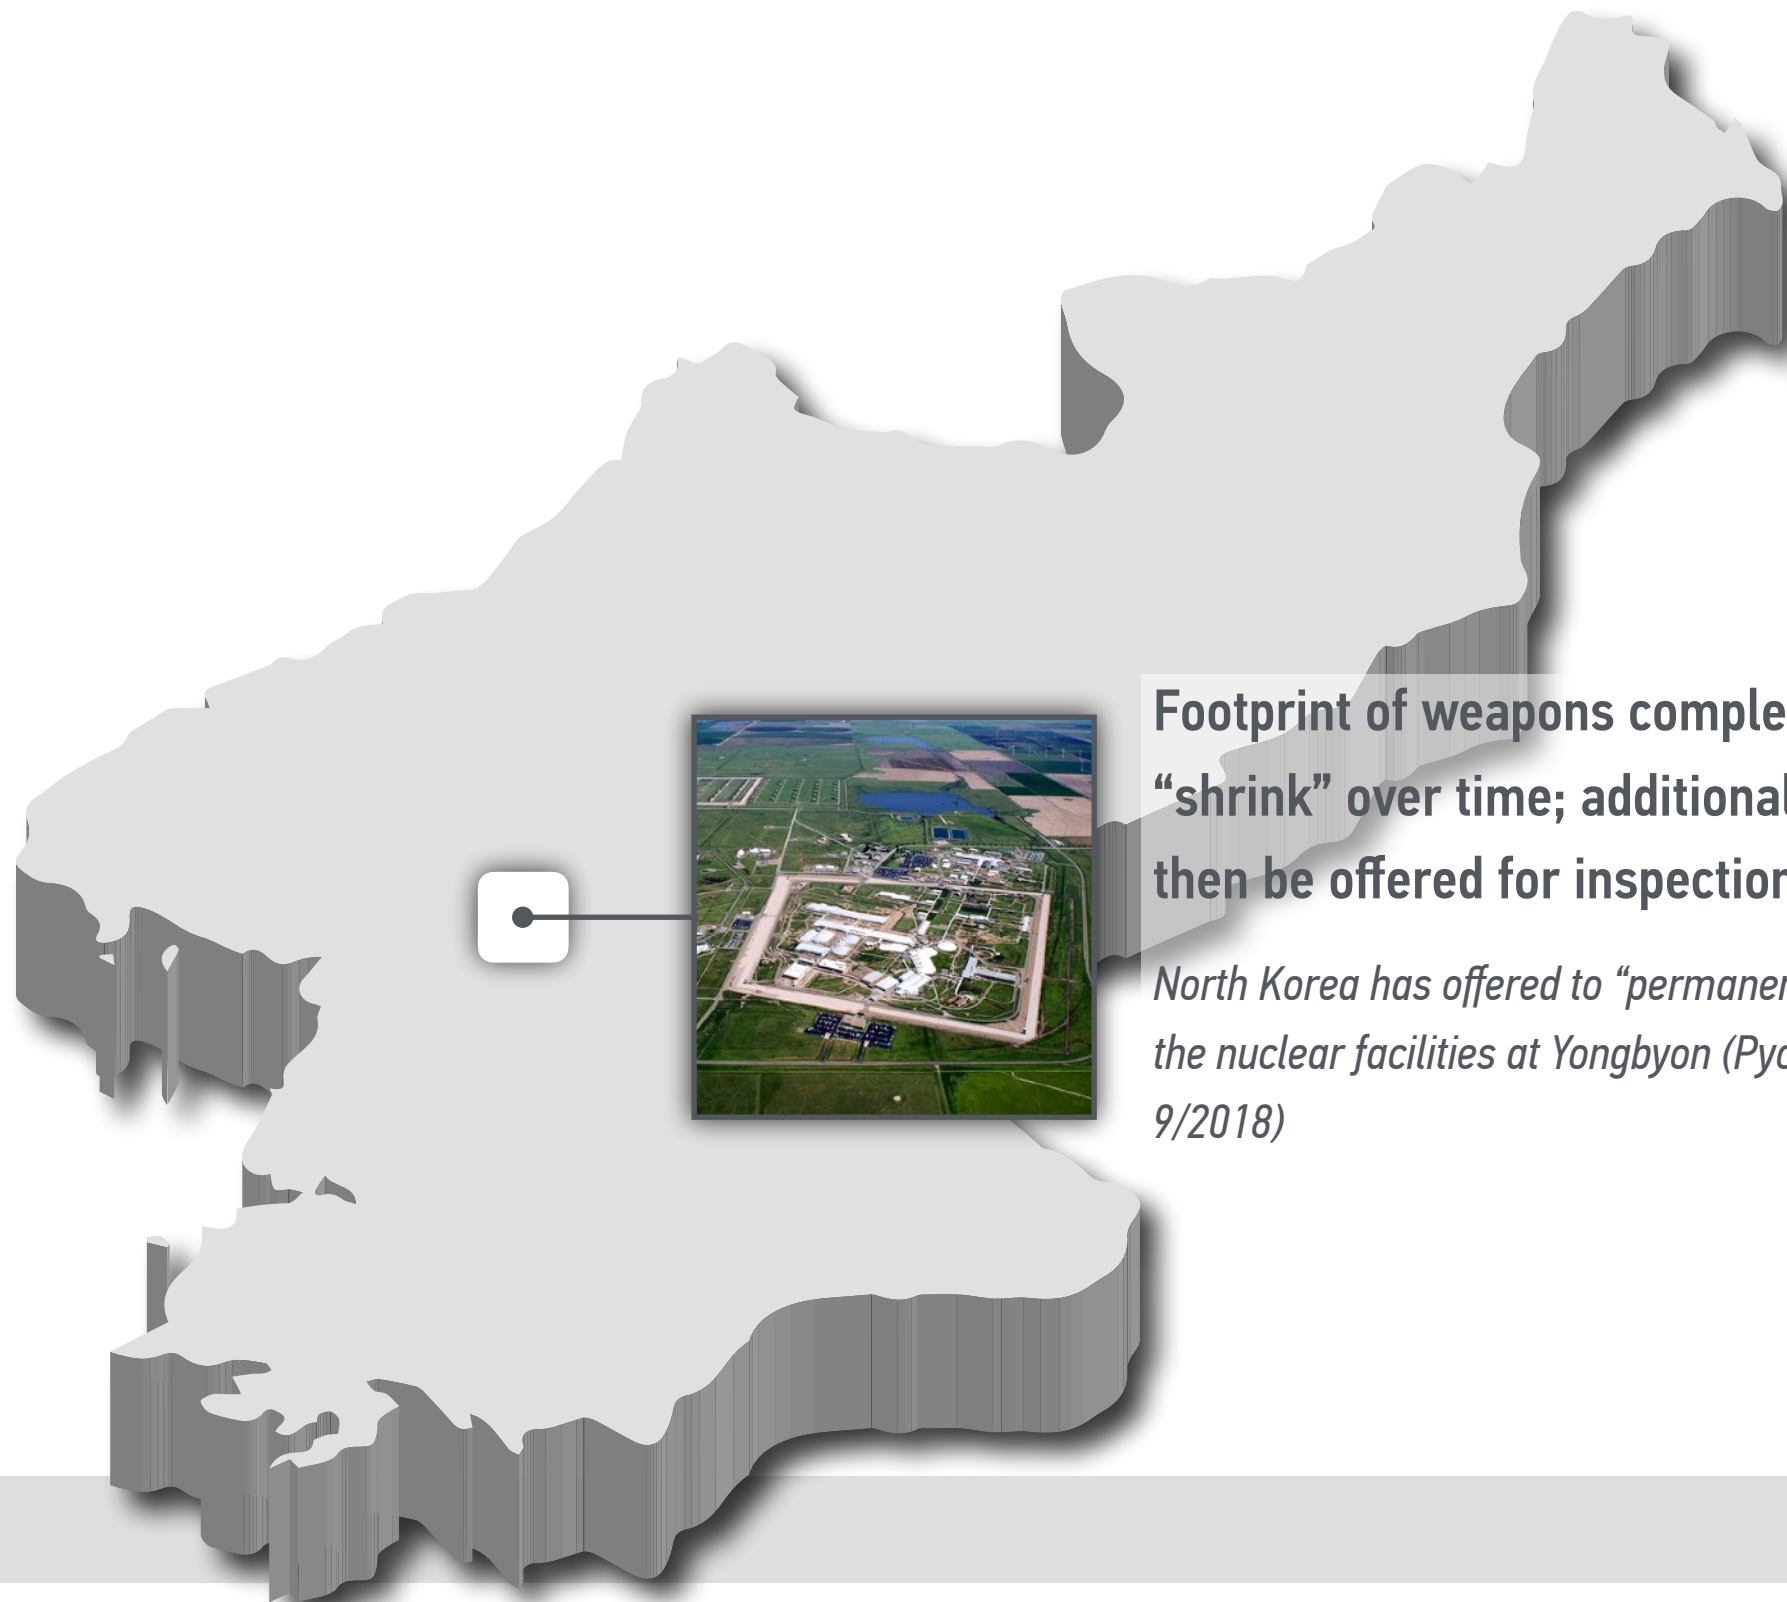 Footprint of weapons comple
“shrink” over time; additional
then be offered for inspection
North Korea has offered to “permanen
the nuclear facilities at Yongbyon (Pyo
9/2018)